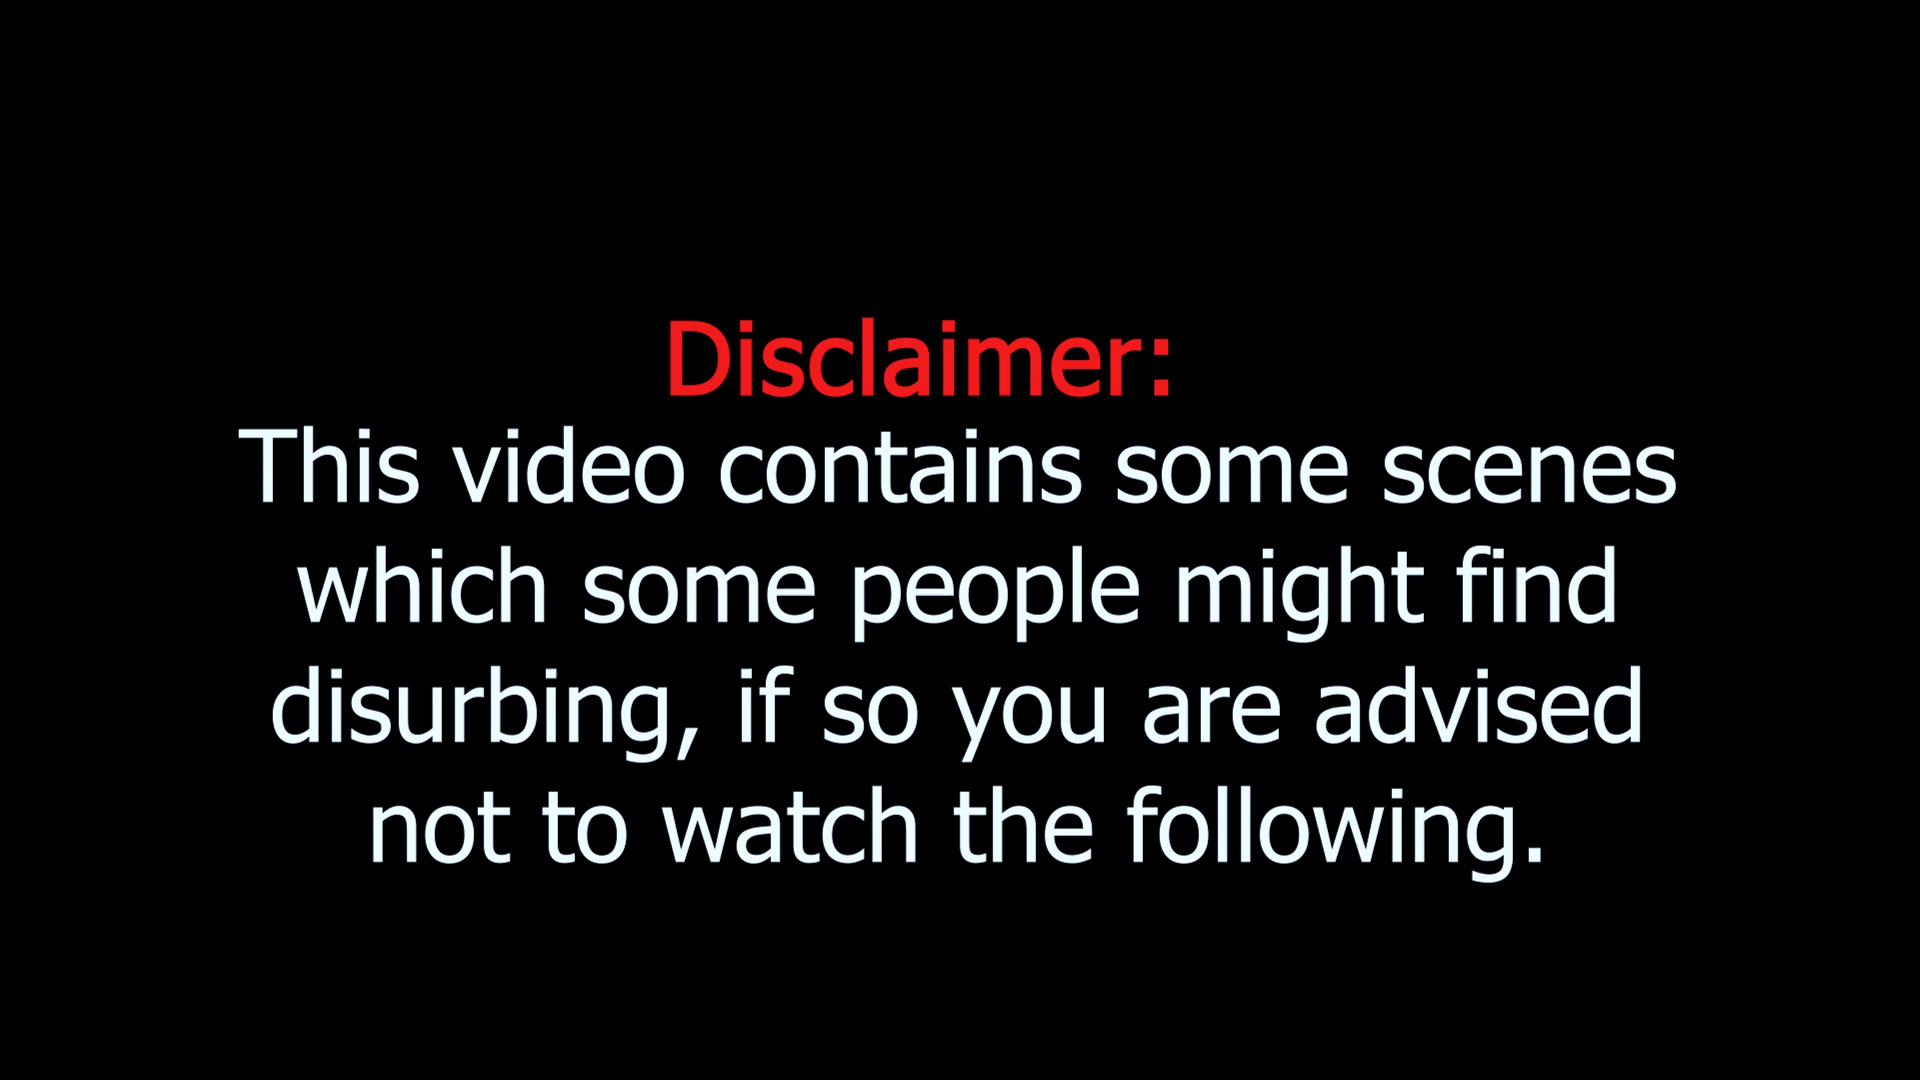 Disclaimer:
This video contains some scenes
which some people might find
disurbing, if so you are advised
not to watch the following.